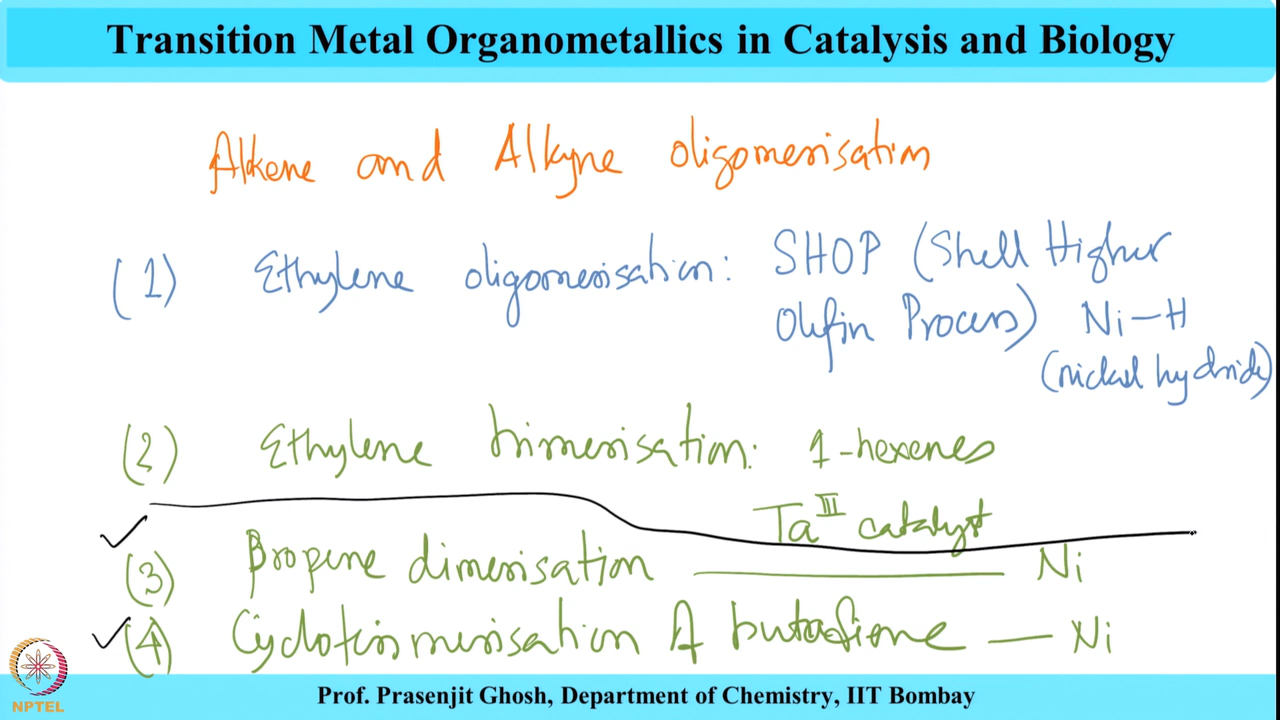 Transition Metal Organometallics in Catalysis and Biology
Alkene and Alkyne oligomerisation
(1) Ethylene oligomerisation: SHOP (Shell Higher
Olefin Process) Ni-H
(nickel hydride)
(2) Ethylene trimerisation: 1-hexenes
Ta III catalyst
(3) Propene dimerisation — Ni
(4) Cyclotrimerisation of butadiene — Ni
NPTEL
Prof. Prasenjit Ghosh, Department of Chemistry, IIT Bombay